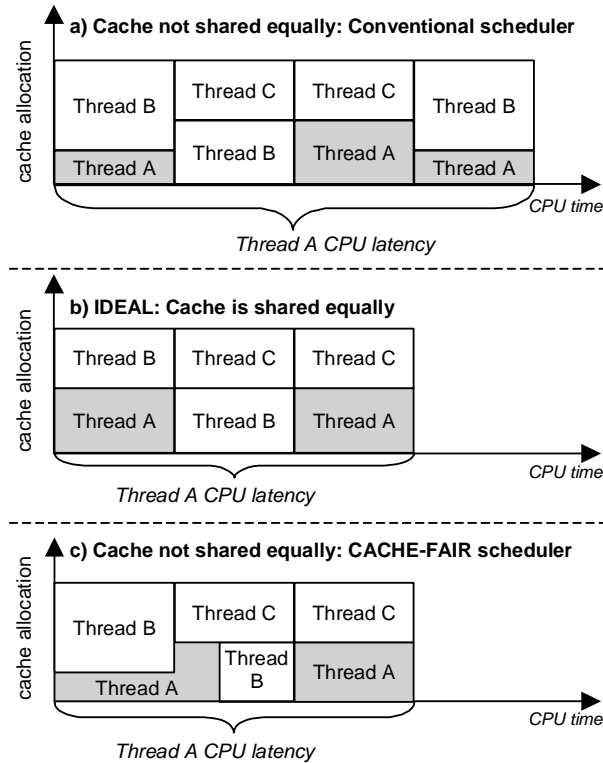 a) Cache not shared equally: Conventional scheduler
cache allocation
Thread B
Thread C
Thread C
Thread B
Thread A
Thread B
Thread A
Thread A
CPU time
Thread A CPU latency
b) IDEAL: Cache is shared equally
cache allocation
Thread B
Thread C
Thread C
Thread A
Thread B
Thread A
CPU time
Thread A CPU latency
c) Cache not shared equally: CACHE-FAIR scheduler
cache allocation
Thread B
Thread C
Thread C
Thread A
Thread
B
Thread A
CPU time
Thread A CPU latency